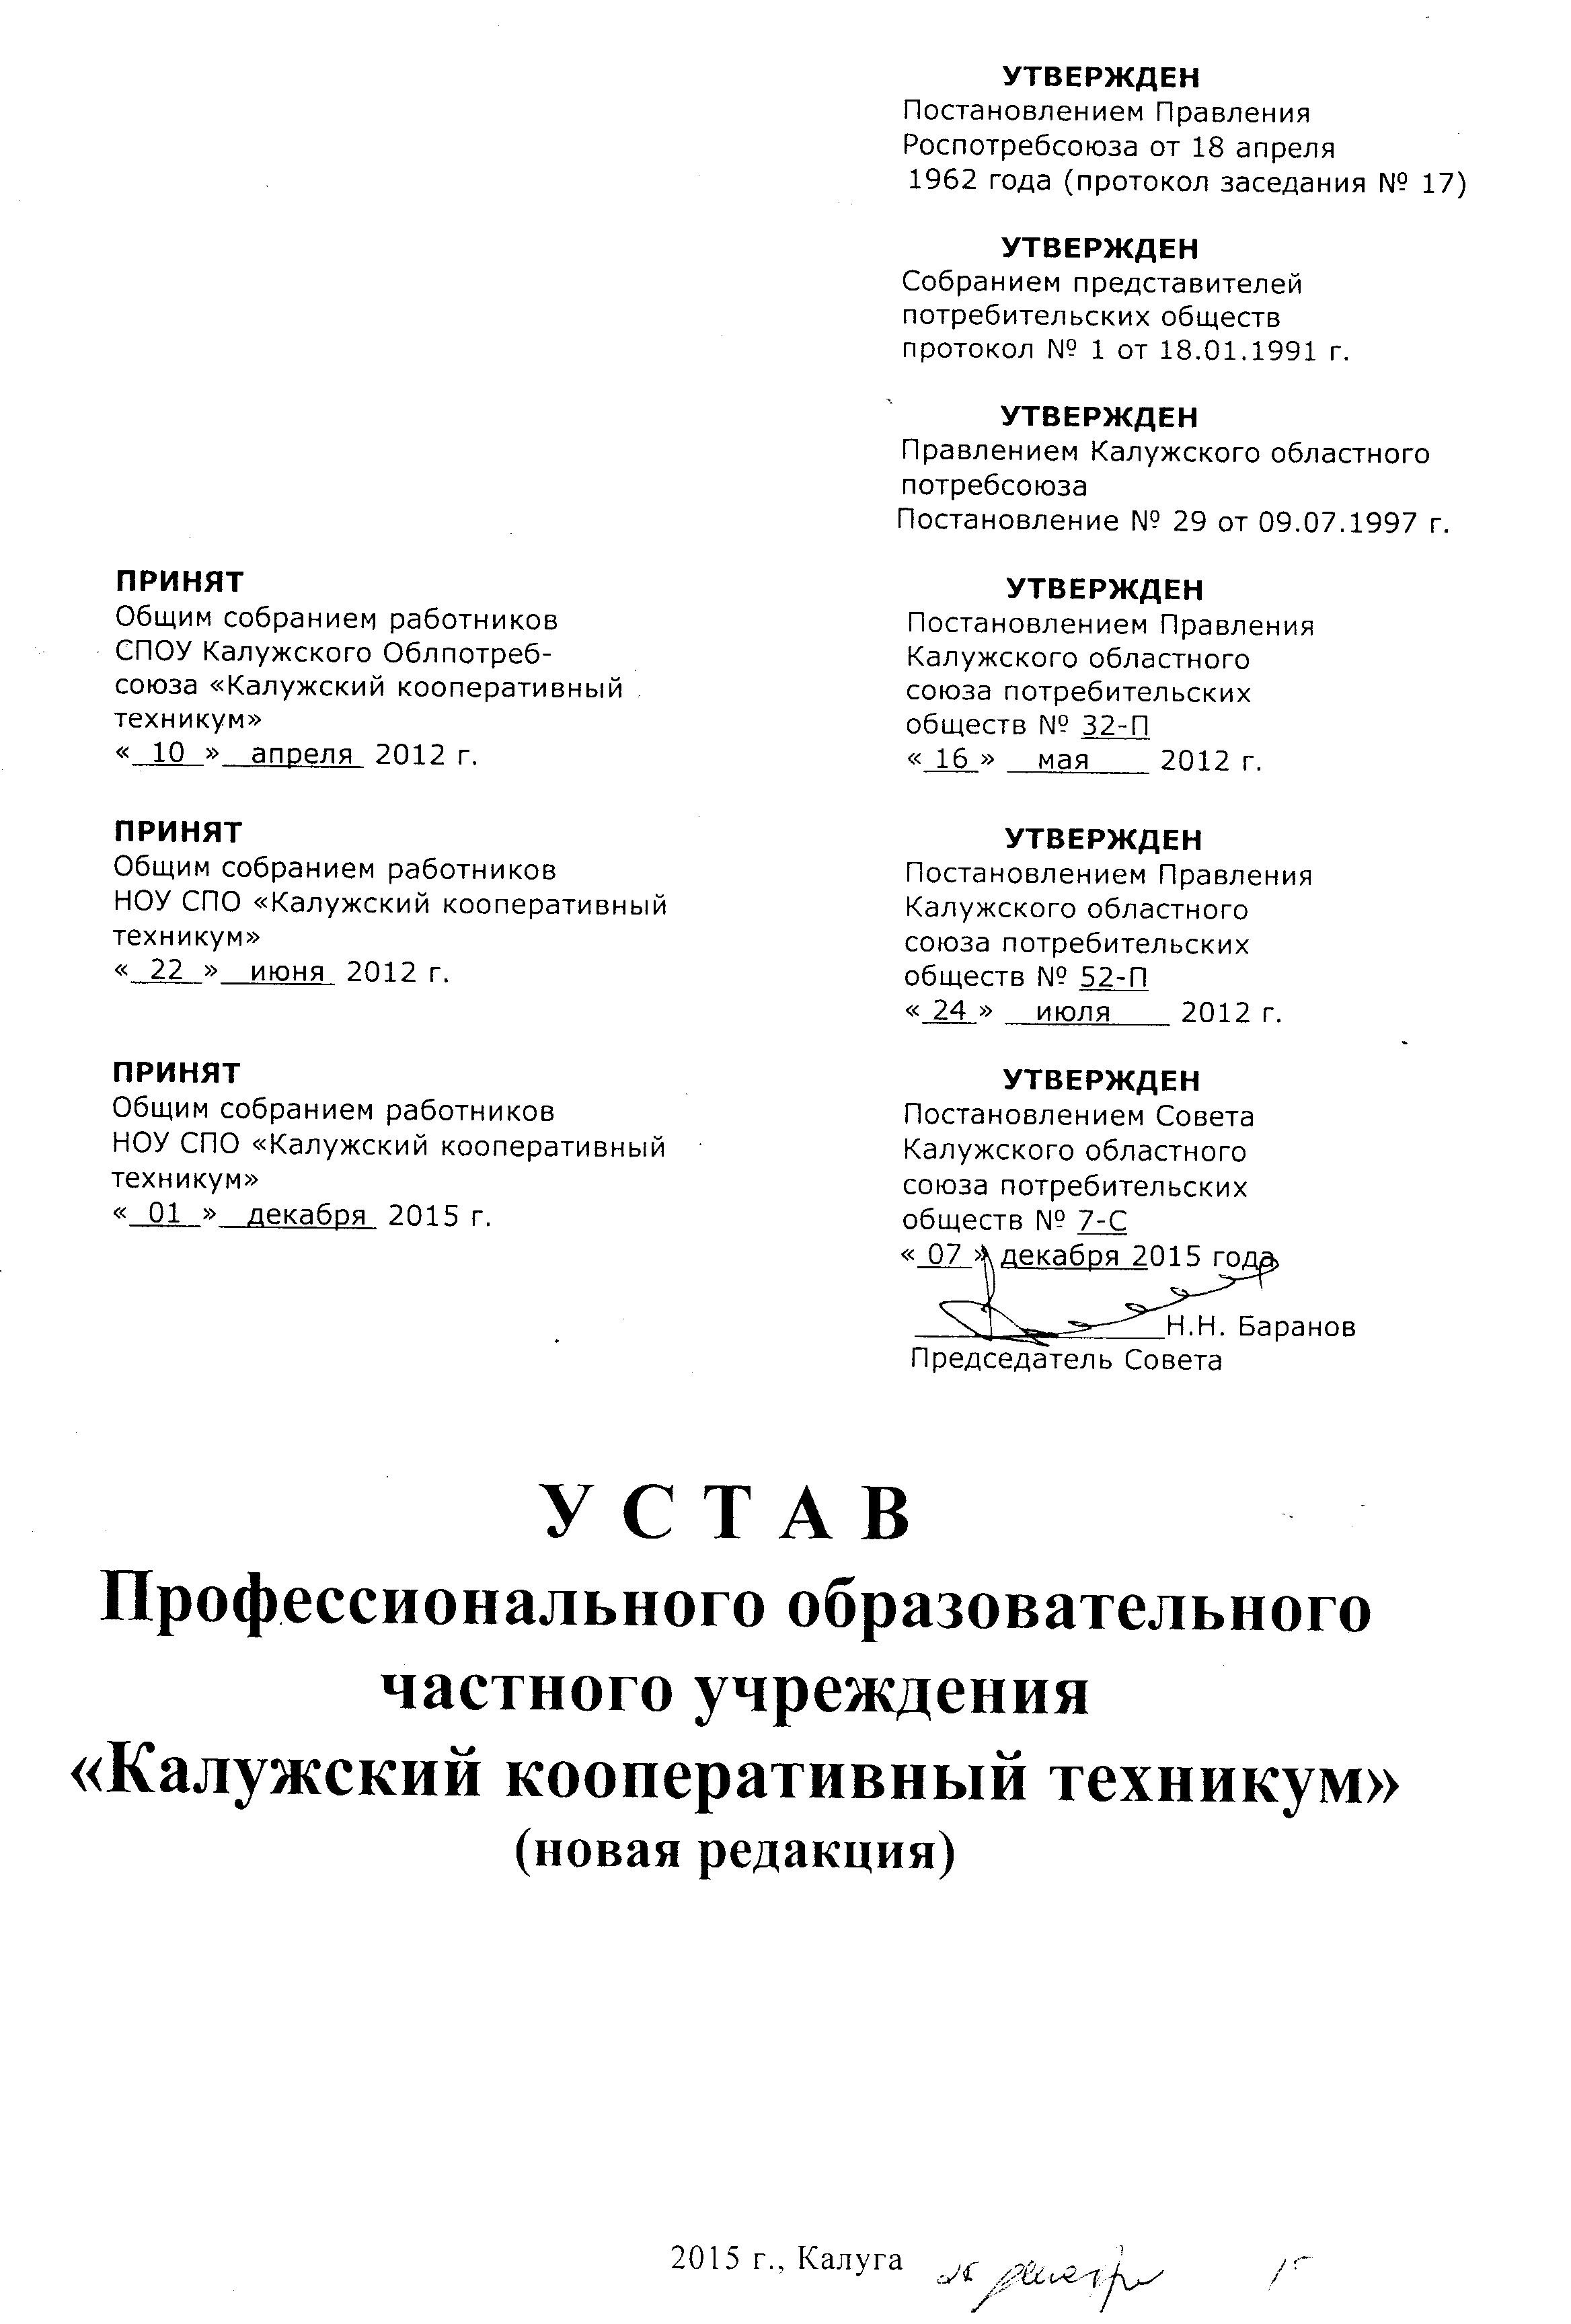 УТВЕРЖДЕН
Постановлением Правления
Роспотребсоюза от 18 апреля
1962 года (протокол заседания № 17)
УТВЕРЖДЕН
Собранием представителей
потребительских обществ
протокол № 1 от 18.01.1991 г.
УТВЕРЖДЕН
Правлением Калужского областного
потребсоюза
Постановление № 29 от 09.07.1997 г.
ПРИНЯТ
Общим собранием работников
СПОУ Калужского Облпотреб-
союза «Калужский кооперативный
техникум»
« 10 » апреля 2012 г.
УТВЕРЖДЕН
Постановлением Правления
Калужского областного
союза потребительских
обществ № 32-П
« 16 » мая 2012 г.
ПРИНЯТ
Общим собранием работников
НОУ СПО «Калужский кооперативный
техникум»
« 22 » июня 2012 г.
УТВЕРЖДЕН
Постановлением Правления
Калужского областного
союза потребительских
обществ № 52-П
« 24 » июля 2012 г.
ПРИНЯТ
Общим собранием работников
НОУ СПО «Калужский кооперативный
техникум»
« 01 » декабря 2015 г.
УТВЕРЖДЕН
Постановлением Совета
Калужского областного
союза потребительских
обществ № 7-С
« 07 » декабря 2015 года
Н.Н. Баранов
Председатель Совета
У С Т А В
Профессионального образовательного
частного учреждения
«Калужский кооперативный техникум»
(новая редакция)
2015 г., Калуга